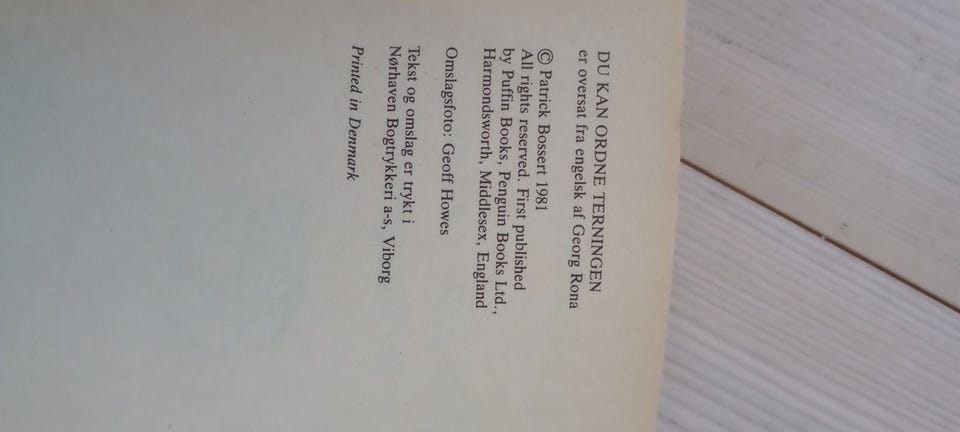 DU KAN ORDNE TERNINGEN
er oversat fra engelsk af Georg Rona
© Patrick Bossert 1981
All rights reserved. First published
by Puffin Books, Penguin Books Ltd.,
Harmondsworth, Middlesex, England
Omslagsfoto: Geoff Howes
Tekst og omslag er trykt i
Nørhaven Bogtrykkeri a-s, Viborg
Printed in Denmark